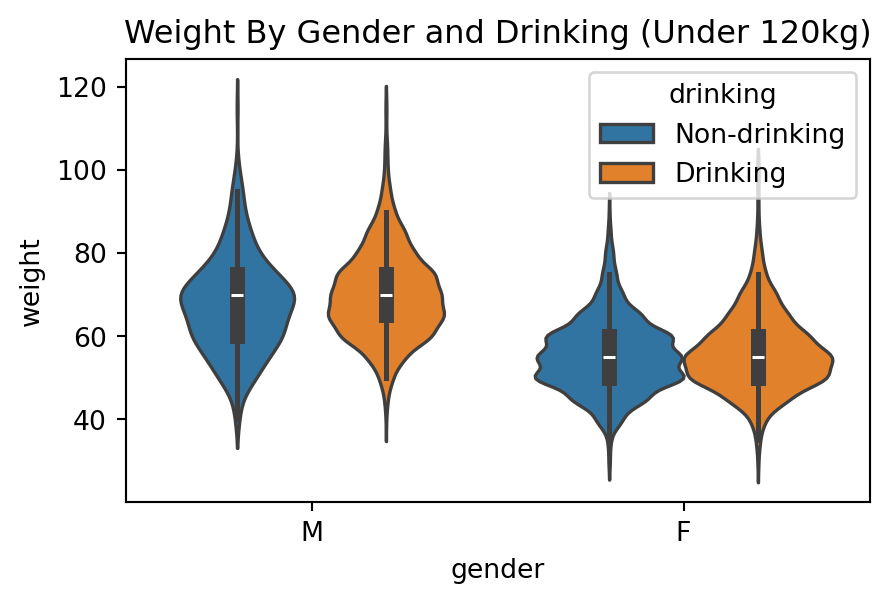 Weight By Gender and Drinking (Under 120kg)
drinking
Non-drinking
Drinking
120
100
80
60
40
weight
M
F
gender